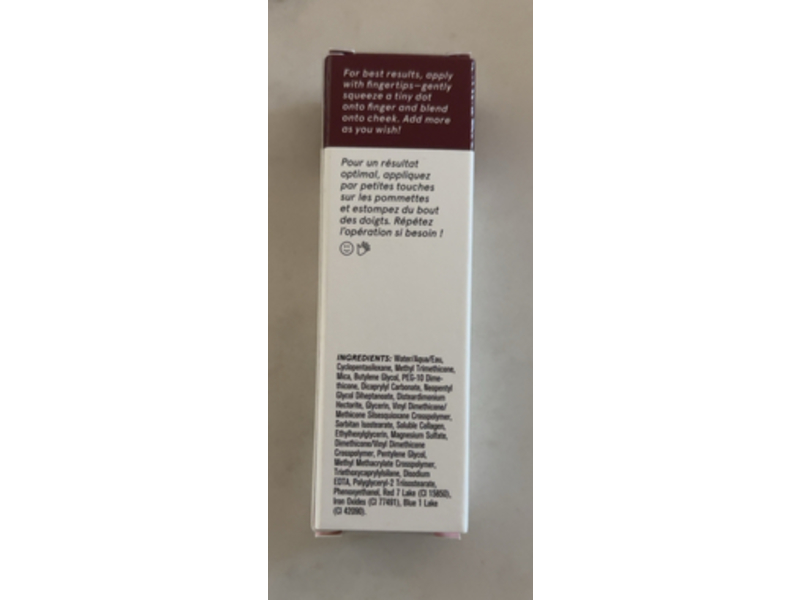 For best results, apply
with fingertips—gently
squeeze a tiny dot
onto finger and blend
onto cheek. Add more
as you wish!
Pour un résultat
optimal, appliquez
par petites touches
sur les pommettes
et estompez du bout
des doigts. Répétez
l'opération si besoin !
INGREDIENTS: Water/Aqua/Eau,
Cyclopentasiloxane, Methyl Trimethicone,
Mica, Butylene Glycol, PEG-10 Dime-
thicone, Dicaprylyl Carbonate, Neopentyl
Glycol Diheptanoate, Disteardimonium
Hectorite, Glycerin, Vinyl Dimethicone/
Methicone Silsesquioxane Crosspolymer,
Sorbitan Isostearate, Soluble Collagen,
Ethylhexylglycerin, Magnesium Sulfate,
Dimethicone/Vinyl Dimethicone
Crosspolymer, Pentylene Glycol,
Methyl Methacrylate Crosspolymer,
Triethoxycaprylylsilane, Disodium
EDTA, Polyglyceryl-2 Triisostearate,
Phenoxyethanol, Red 7 Lake (CI 15850),
Iron Oxides (CI 77491), Blue 1 Lake
(CI 42090).